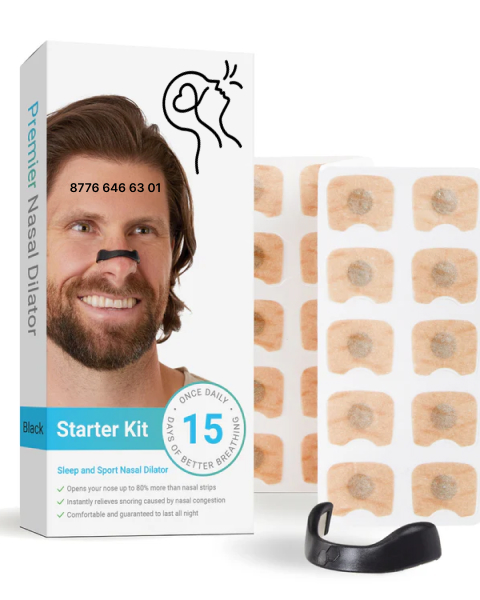 Premier Nasal Dilator
8776 646 63 01
Black
Starter Kit
ONCE DAILY
15
DAYS OF BETTER BREATHING
Sleep and Sport Nasal Dilator
Opens your nose up to 80% more than nasal strips
Instantly relieves snoring caused by nasal congestion
Comfortable and guaranteed to last all night